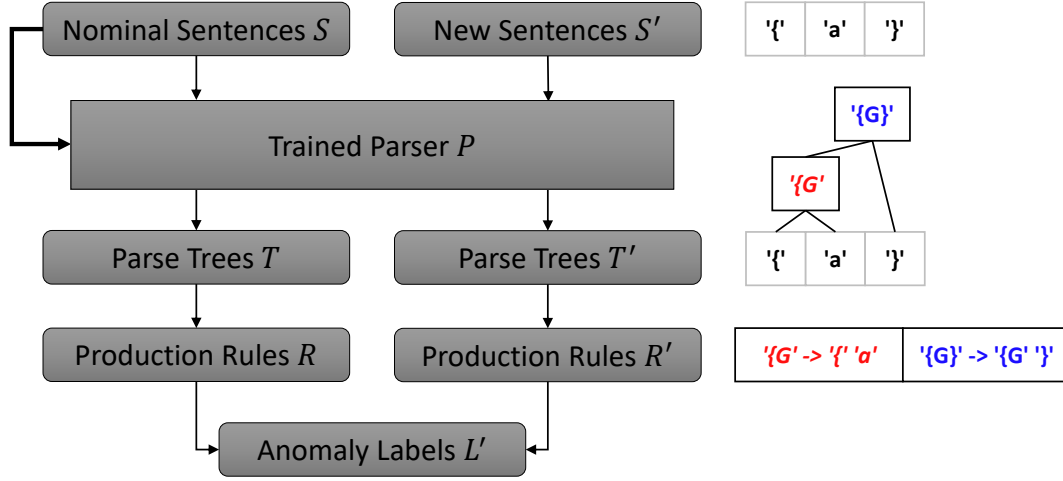 Nominal Sentences S
New Sentences S′
'{' 'a' '}'
Trained Parser P
'{G}'
'{G'
Parse Trees T
Parse Trees T′
'{' 'a' '}'
Production Rules R
Production Rules R′
'{G' -> '{' 'a'
'{G}' -> '{G' '}'
Anomaly Labels L′